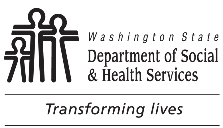 Washington State
Department of Social
& Health Services
Transforming lives